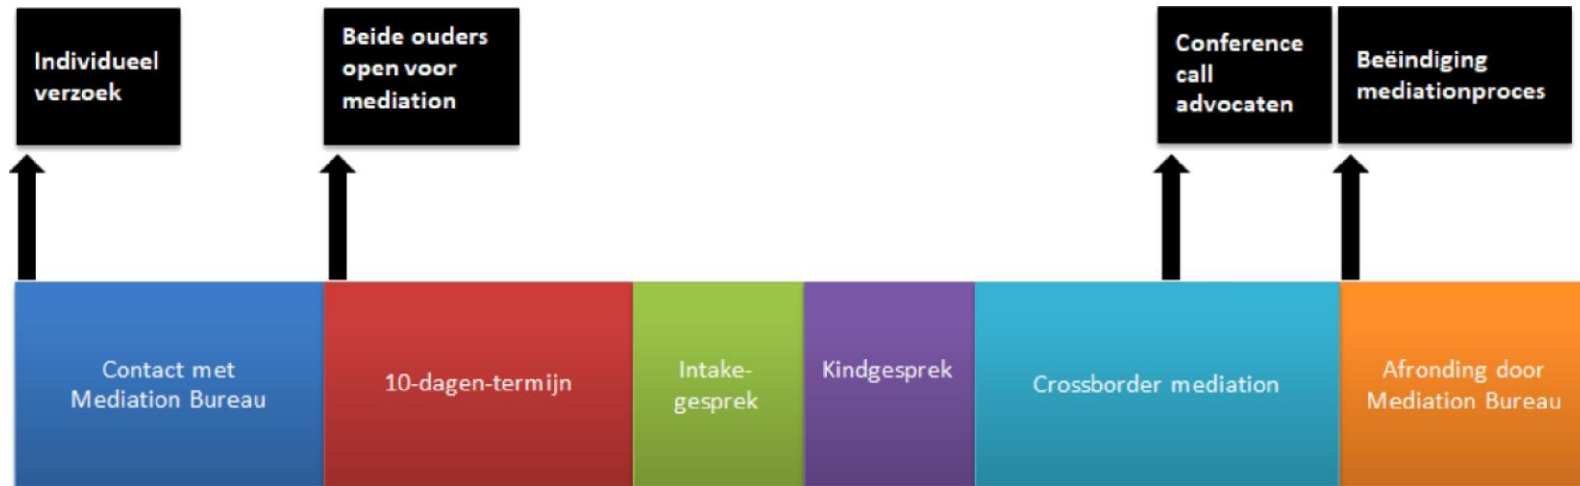 Individueel
verzoek
Beide ouders
open voor
mediation
Conference
call
advocaten
Beëindiging
mediationproces
Contact met
Mediation Bureau
10-dagen-termijn
Intake-
gesprek
Kindgesprek
Crossborder mediation
Afronding door
Mediation Bureau